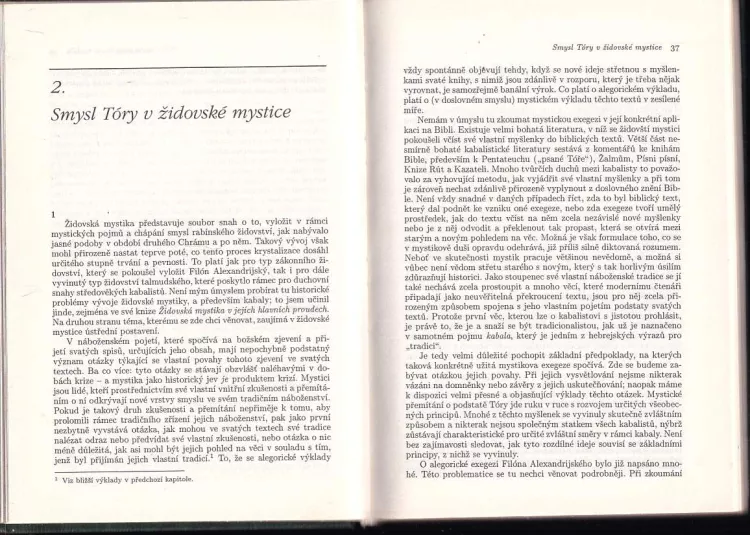 2.
Smysl Tóry v židovské mystice
1
Židovská mystika představuje soubor snah o to, vyložit v rámci
mystických pojmů a chápání smysl rabínského židovství, jak nabývalo
jasné podoby v období druhého Chrámu a po něm. Takový vývoj však
mohl přirozeně nastat teprve poté, co tento proces krystalizace dosáhl
určitého stupně trvání a pevnosti. To platí jak pro typ zákonného ži-
dovství, který se pokoušel vyložit Filón Alexandrijský, tak i pro dále
vyvinutý typ židovství talmudského, které poskytlo rámec pro duchovní
snahy středověkých kabalistů. Není mým úmyslem probírat tu historické
problémy vývoje židovské mystiky, a především kabaly; to jsem učinil
jinde, zejména ve své knize Židovská mystika v jejích hlavních proudech.
Na druhou stranu téma, kterému se zde chci věnovat, zaujímá v židovské
mystice ústřední postavení.
V náboženském pojetí, které spočívá na božském zjevení a při-
jetí svatých spisů, určujících jeho obsah, mají nepochybně podstatný
význam otázky týkající se vlastní povahy tohoto zjevení ve svatých
textech. Ba co více: tyto otázky se stávají obzvlášť naléhavými v do-
bách krize – a mystika jako historický jev je produktem krizí. Mystici
jsou lidé, kteří prostřednictvím své vlastní vnitřní zkušenosti a přemítá-
ním o ní odkrývají nové vrstvy smyslu ve svém tradičním náboženství.
Pokud je takový druh zkušenosti a přemítání nepřiměje k tomu, aby
prolomili rámec tradičního zřízení jejich náboženství, pak jako první
nezbytně vyvstává otázka, jak mohou ve svatých textech své tradice
nalézat odraz nebo předvídat své vlastní zkušenosti, nebo otázka o nic
méně důležitá, jak asi mohl být jejich pohled na věci v souladu s tím,
jenž byl přijímán jejich vlastní tradicí.¹ To, že se alegorické výklady
¹ Viz bližší výklady v předchozí kapitole.
Smysl Tóry v židovské mystice 37
vždy spontánně objevují tehdy, když se nové ideje střetnou s myšlen-
kami svaté knihy, s nimiž jsou zdánlivě v rozporu, který je třeba nějak
vyrovnat, je samozřejmě banální výrok. Co platí o alegorickém výkladu,
platí o (v doslovném smyslu) mystickém výkladu těchto textů v zesílené
míře.
Nemám v úmyslu tu zkoumat mystickou exegezi v její konkrétní apli-
kaci na Bibli. Existuje velmi bohatá literatura, v níž se židovští mystici
pokoušeli včíst své vlastní myšlenky do biblických textů. Větší část ne-
smírně bohaté kabalistické literatury sestává z komentářů ke knihám
Bible, především k Pentateuchu („psané Tóře“), Žalmům, Písni písní,
Knize Rút a Kazateli. Mnoho tvůrčích duchů mezi kabalisty to považo-
valo za vyhovující metodu, jak vyjádřit své vlastní myšlenky a při tom
je zároveň nechat zdánlivě přirozeně vyplynout z doslovného znění Bib-
le. Není vždy snadné v daných případech říct, zda to byl biblický text,
který dal podnět ke vzniku oné exegeze, nebo zda exegeze tvoří umělý
prostředek, jak do textu včíst na něm zcela nezávislé nové myšlenky
nebo je z něj odvodit a překlenout tak propast, která se otvírá mezi
starým a novým pohledem na věc. Možná je však formulace toho, co se
v mystikově duši opravdu odehrává, již příliš silně diktovaná rozumem.
Neboť ve skutečnosti mystik pracuje většinou nevědomě, a možná si
vůbec není vědom střetu starého s novým, který s tak horlivým úsilím
zdůrazňují historici. Jako stoupenec své vlastní náboženské tradice se jí
také nechává zcela prostoupit a mnoho věcí, které modernímu čtenáři
připadají jako neuvěřitelná překroucení textu, jsou pro něj zcela při-
rozeným způsobem spojena s jeho vlastním pojetím podstaty svatých
textů. Protože první věc, kterou lze o kabalistovi s jistotou prohlásit,
je právě to, že je a snaží se být tradicionalistou, jak už je naznačeno
v samotném pojmu kabala, který je jedním z hebrejských výrazů pro
„tradici“.
Je tedy velmi důležité pochopit základní předpoklady, na kterých
taková konkrétně užitá mystikova exegeze spočívá. Zde se budeme za-
bývat otázkou jejich povahy. Při jejich vysvětlování nejsme nikterak
vázáni na domněnky nebo závěry z jejich uskutečňování; naopak máme
k dispozici velmi přesné a objasňující výklady těchto otázek. Mystické
přemítání o podstatě Tóry jde ruku v ruce s rozvojem určitých všeobec-
ných principů. Mnohé z těchto myšlenek se vyvinuly skutečně zvláštním
způsobem a nikterak nejsou společným statkem všech kabalistů, nýbrž
zůstávají charakteristické pro určité zvláštní směry v rámci kabaly. Není
bez zajímavosti sledovat, jak tyto rozdílné ideje souvisí se základními
principy, z nichž se vyvinuly.
O alegorické exegezi Filóna Alexandrijského bylo již napsáno mno-
hé. Této problematice se tu nechci věnovat podrobněji. Při zkoumání